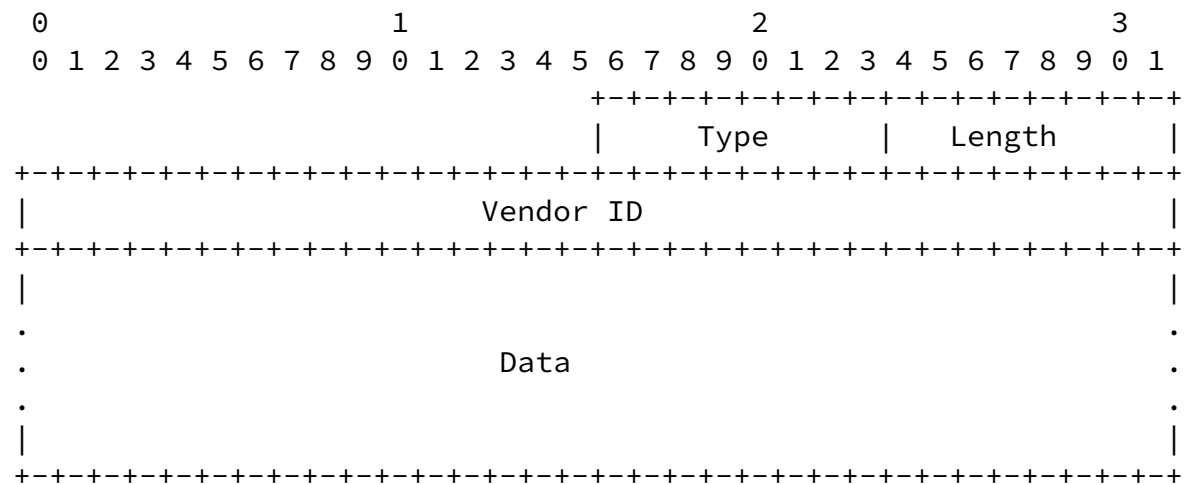 0                   1                   2                   3
 0 1 2 3 4 5 6 7 8 9 0 1 2 3 4 5 6 7 8 9 0 1 2 3 4 5 6 7 8 9 0 1
                                +-+-+-+-+-+-+-+-+-+-+-+-+-+-+-+-+
                                |     Type      |   Length      |
+-+-+-+-+-+-+-+-+-+-+-+-+-+-+-+-+-+-+-+-+-+-+-+-+-+-+-+-+-+-+-+-+
|                          Vendor ID                             |
+-+-+-+-+-+-+-+-+-+-+-+-+-+-+-+-+-+-+-+-+-+-+-+-+-+-+-+-+-+-+-+-+
|                                                                |
.                                                                .
.                           Data                                 .
.                                                                .
|                                                                |
+-+-+-+-+-+-+-+-+-+-+-+-+-+-+-+-+-+-+-+-+-+-+-+-+-+-+-+-+-+-+-+-+